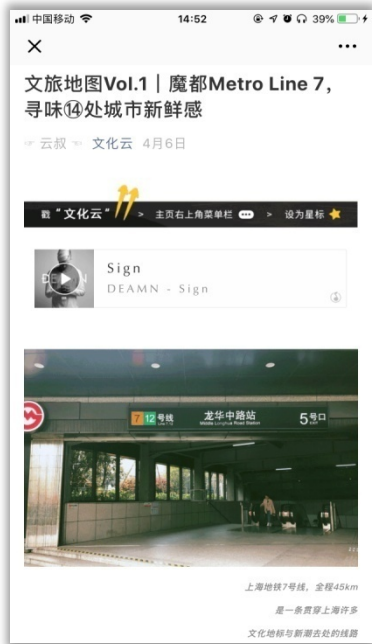 中国移动 14:52 39%
文旅地图Vol.1｜魔都Metro Line 7，
寻味⑭处城市新鲜感
☞ 云叔 ☜ 文化云 4月6日
戳 “文化云” > 主页右上角菜单栏 > 设为星标
Sign
DEAMN - Sign
7 12 号线 龙华中路站 5号口
Middle Longhua Road Station
上海地铁7号线，全程45km
是一条贯穿上海许多
文化地标与新潮去处的线路